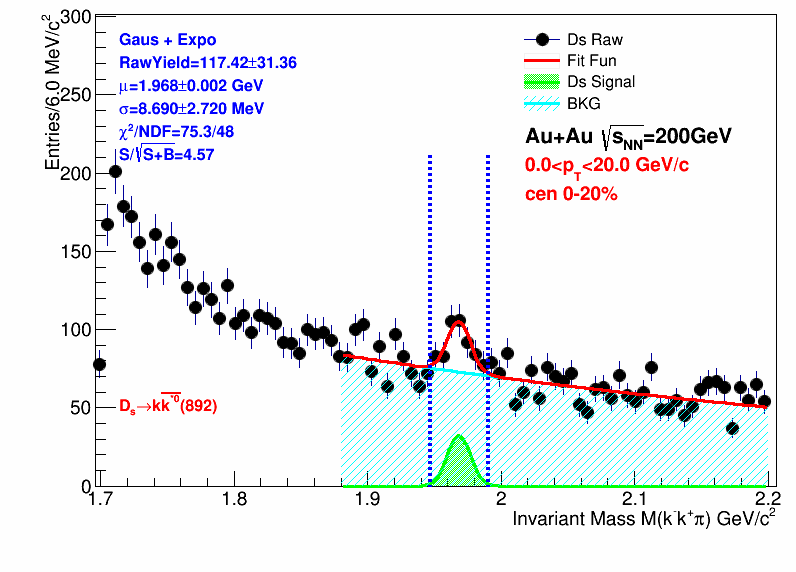 Entries/6.0 MeV/c²
300
250
200
150
100
50
0
Gaus + Expo
RawYield=117.42±31.36
μ=1.968±0.002 GeV
σ=8.690±2.720 MeV
χ²/NDF=75.3/48
S/√S+B=4.57
Ds Raw
Fit Fun
Ds Signal
BKG
Au+Au √sNN=200GeV
0.0<pT<20.0 GeV/c
cen 0-20%
Ds→kk*0(892)
1.7 1.8 1.9 2 2.1 2.2
Invariant Mass M(k⁻k⁺π) GeV/c²